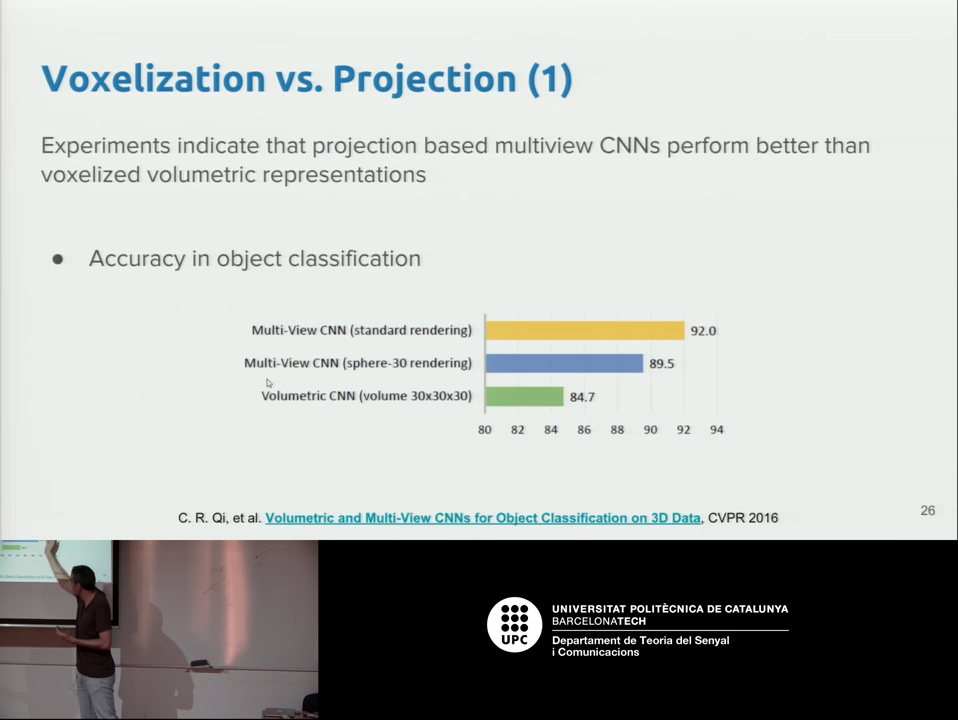 Voxelization vs. Projection (1)
Experiments indicate that projection based multiview CNNs perform better than
voxelized volumetric representations
● Accuracy in object classification
Multi-View CNN (standard rendering) 92.0
Multi-View CNN (sphere-30 rendering) 89.5
Volumetric CNN (volume 30x30x30) 84.7
80 82 84 86 88 90 92 94
C. R. Qi, et al. Volumetric and Multi-View CNNs for Object Classification on 3D Data, CVPR 2016
26
UPC
UNIVERSITAT POLITÈCNICA DE CATALUNYA
BARCELONATECH
Departament de Teoria del Senyal
i Comunicacions